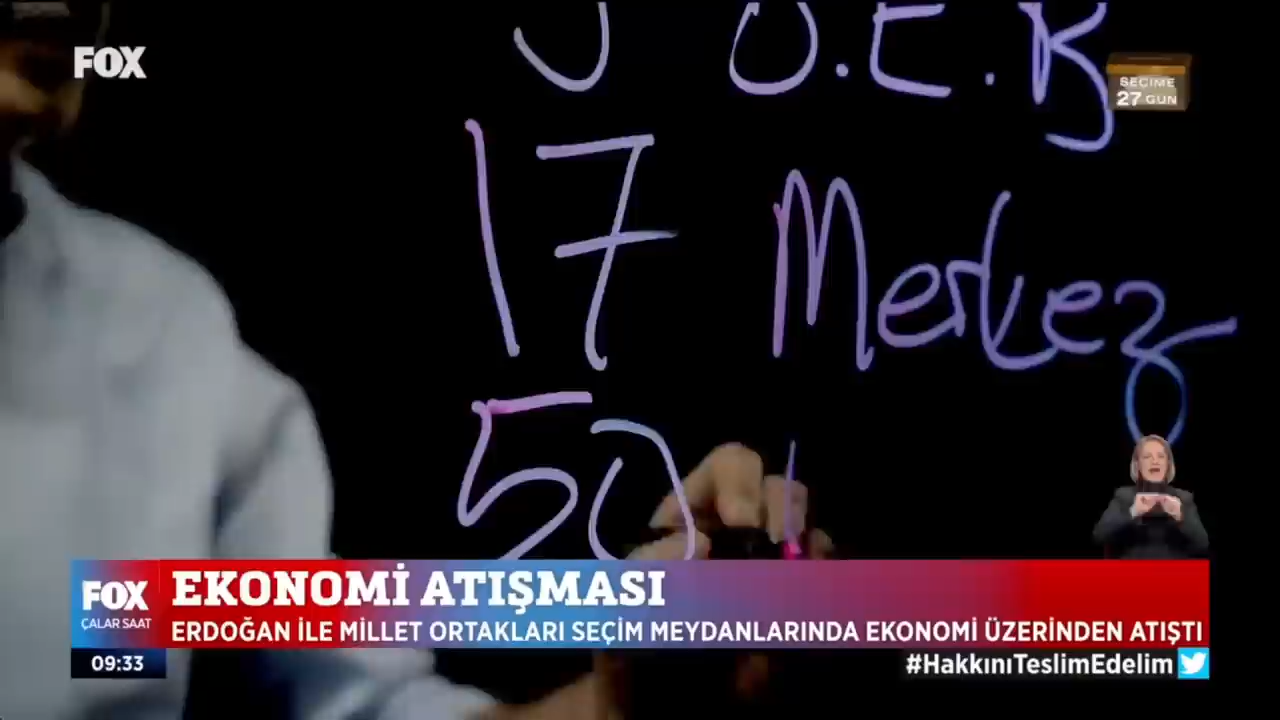 FOX
SEÇİME
27 GÜN
17 Merkez
50
FOX
ÇALAR SAAT
EKONOMİ ATIŞMASI
ERDOĞAN İLE MİLLET ORTAKLARI SEÇİM MEYDANLARINDA EKONOMİ ÜZERİNDEN ATIŞTI
09:33
#HakkınıTeslimEdelim